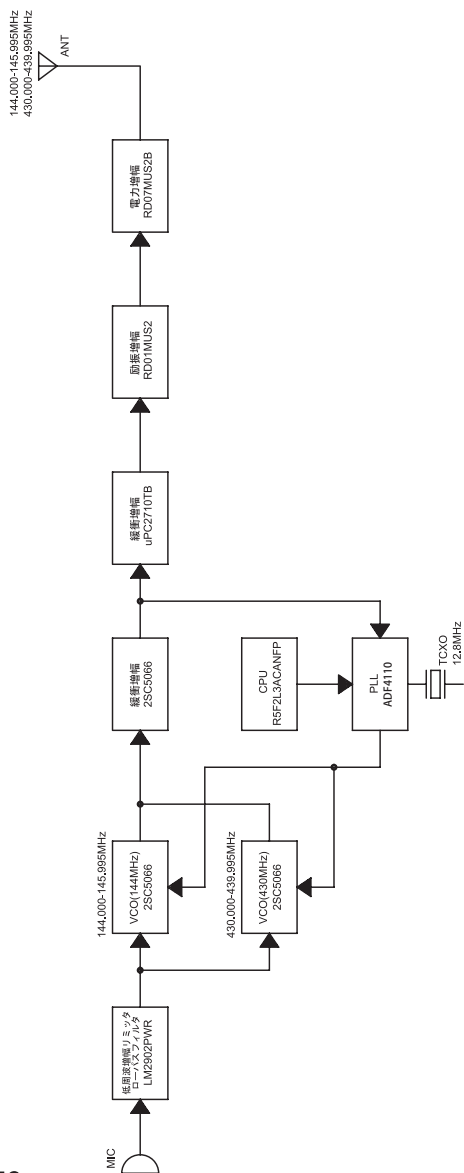 MIC
低周波増幅リミッタ
ローパスフィルタ
LM2902PWR
144.000-145.995MHz
VCO(144MHz)
2SC5066
430.000-439.995MHz
VCO(430MHz)
2SC5066
緩衝増幅
2SC5066
CPU
R5F2L3ACANFP
PLL
ADF4110
TCXO
12.8MHz
緩衝増幅
uPC2710TB
励振増幅
RD01MUS2
電力増幅
RD07MUS2B
144.000-145.995MHz
430.000-439.995MHz
ANT